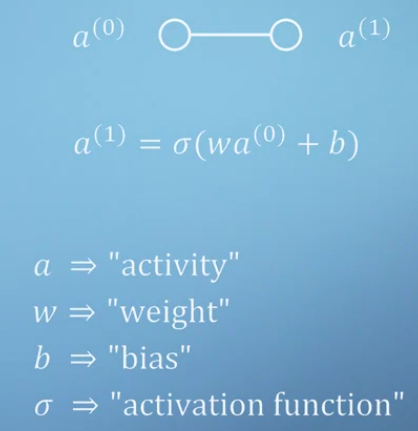 a⁽⁰⁾ a⁽¹⁾
a⁽¹⁾ = σ(wa⁽⁰⁾ + b)
a ⇒ "activity"
w ⇒ "weight"
b ⇒ "bias"
σ ⇒ "activation function"